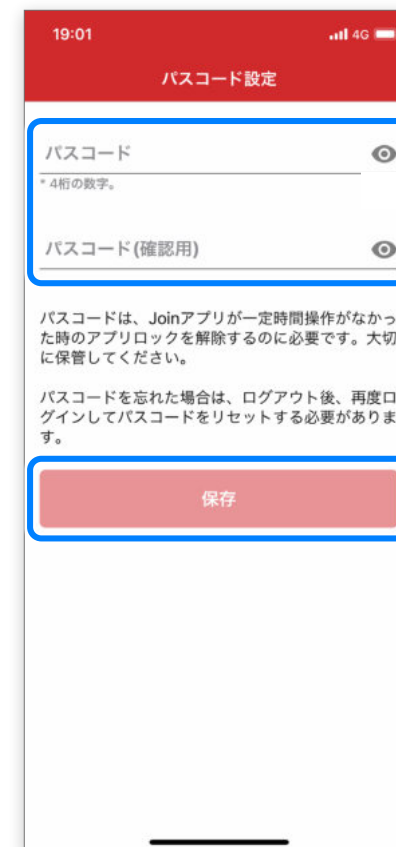 19:01 4G
パスコード設定
パスコード
* 4桁の数字。
パスコード(確認用)
パスコードは、Joinアプリが一定時間操作がなかっ
た時のアプリロックを解除するのに必要です。大切
に保管してください。
パスコードを忘れた場合は、ログアウト後、再度ロ
グインしてパスコードをリセットする必要がありま
す。
保存